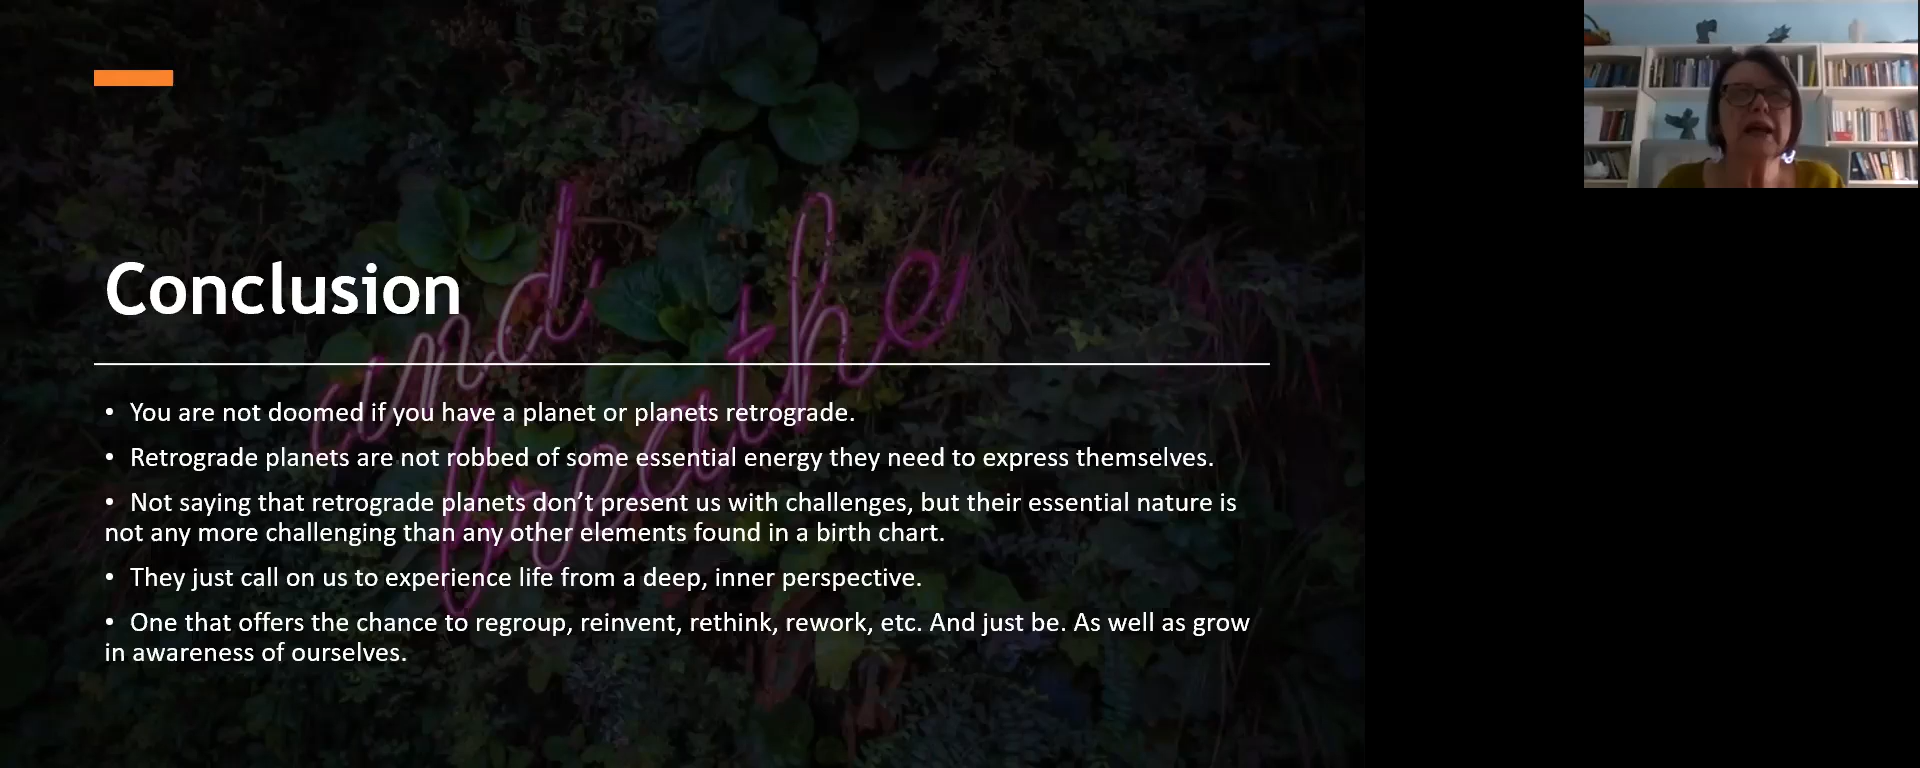 Conclusion
• You are not doomed if you have a planet or planets retrograde.
• Retrograde planets are not robbed of some essential energy they need to express themselves.
• Not saying that retrograde planets don’t present us with challenges, but their essential nature is
not any more challenging than any other elements found in a birth chart.
• They just call on us to experience life from a deep, inner perspective.
• One that offers the chance to regroup, reinvent, rethink, rework, etc. And just be. As well as grow
in awareness of ourselves.
and
breathe